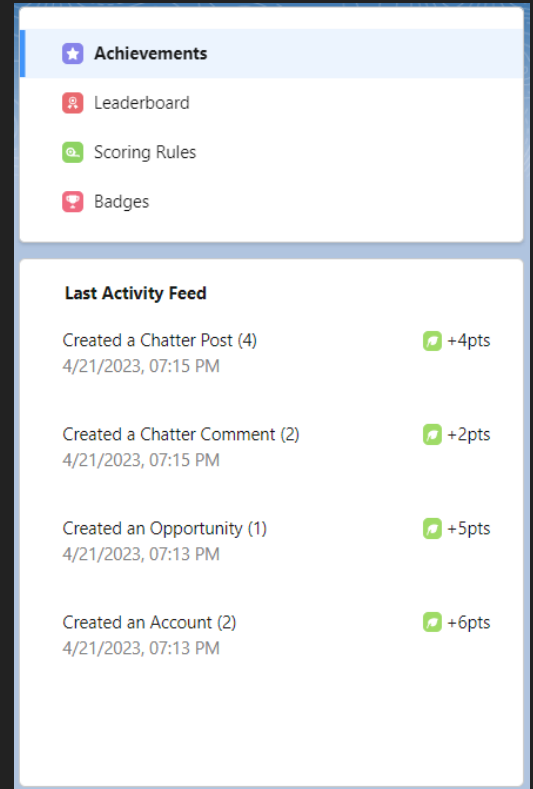 Achievements
Leaderboard
Scoring Rules
Badges
Last Activity Feed
Created a Chatter Post (4) +4pts
4/21/2023, 07:15 PM
Created a Chatter Comment (2) +2pts
4/21/2023, 07:15 PM
Created an Opportunity (1) +5pts
4/21/2023, 07:13 PM
Created an Account (2) +6pts
4/21/2023, 07:13 PM